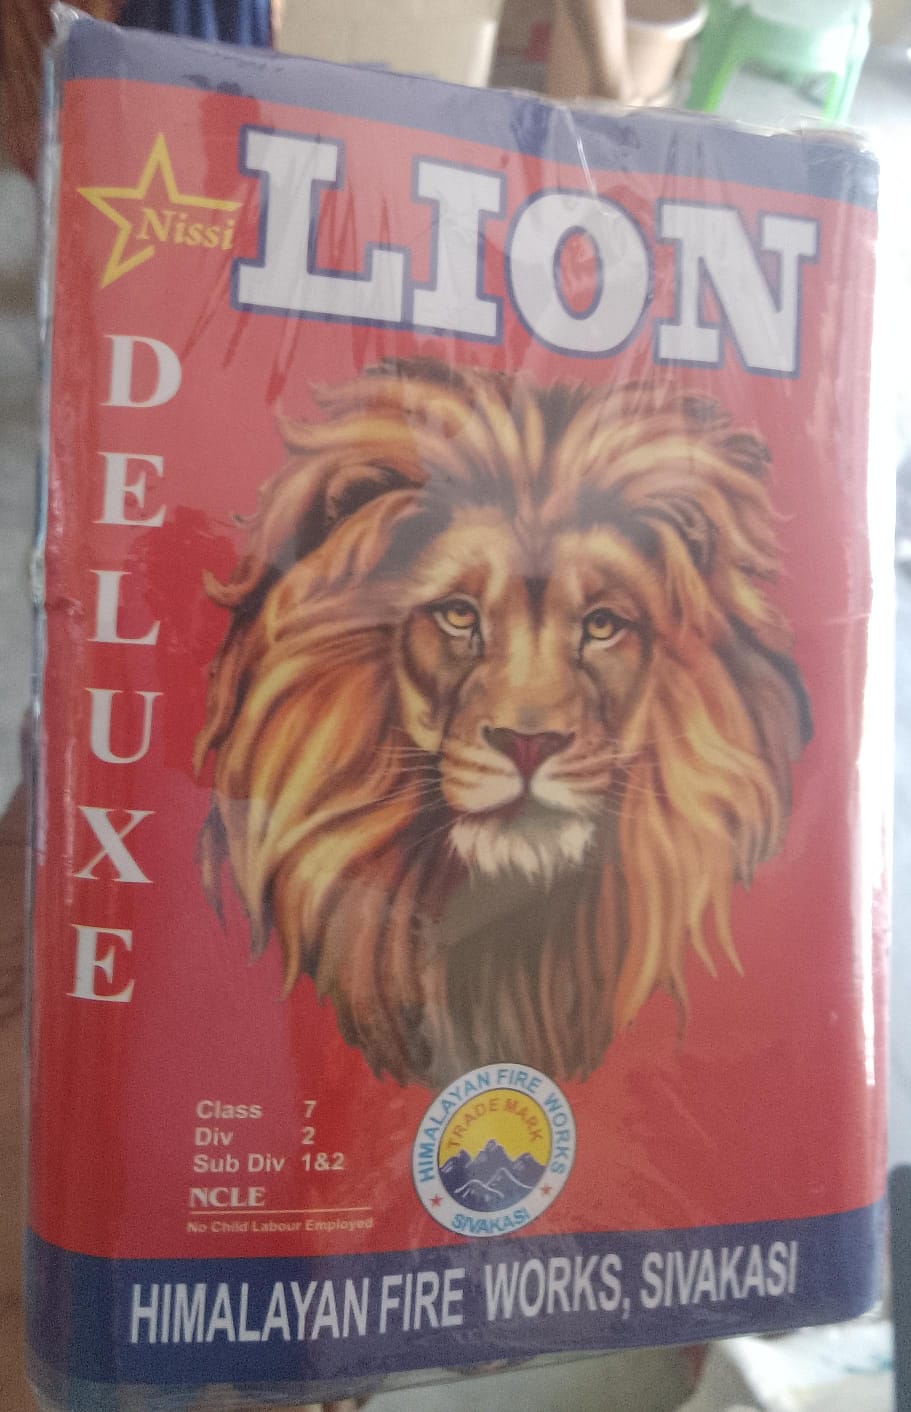 Nissi
LION
DELUXE
Class 7
Div 2
Sub Div 1&2
NCLE
No Child Labour Employed
HIMALAYAN FIRE WORKS
TRADE MARK
SIVAKASI
HIMALAYAN FIRE WORKS, SIVAKASI